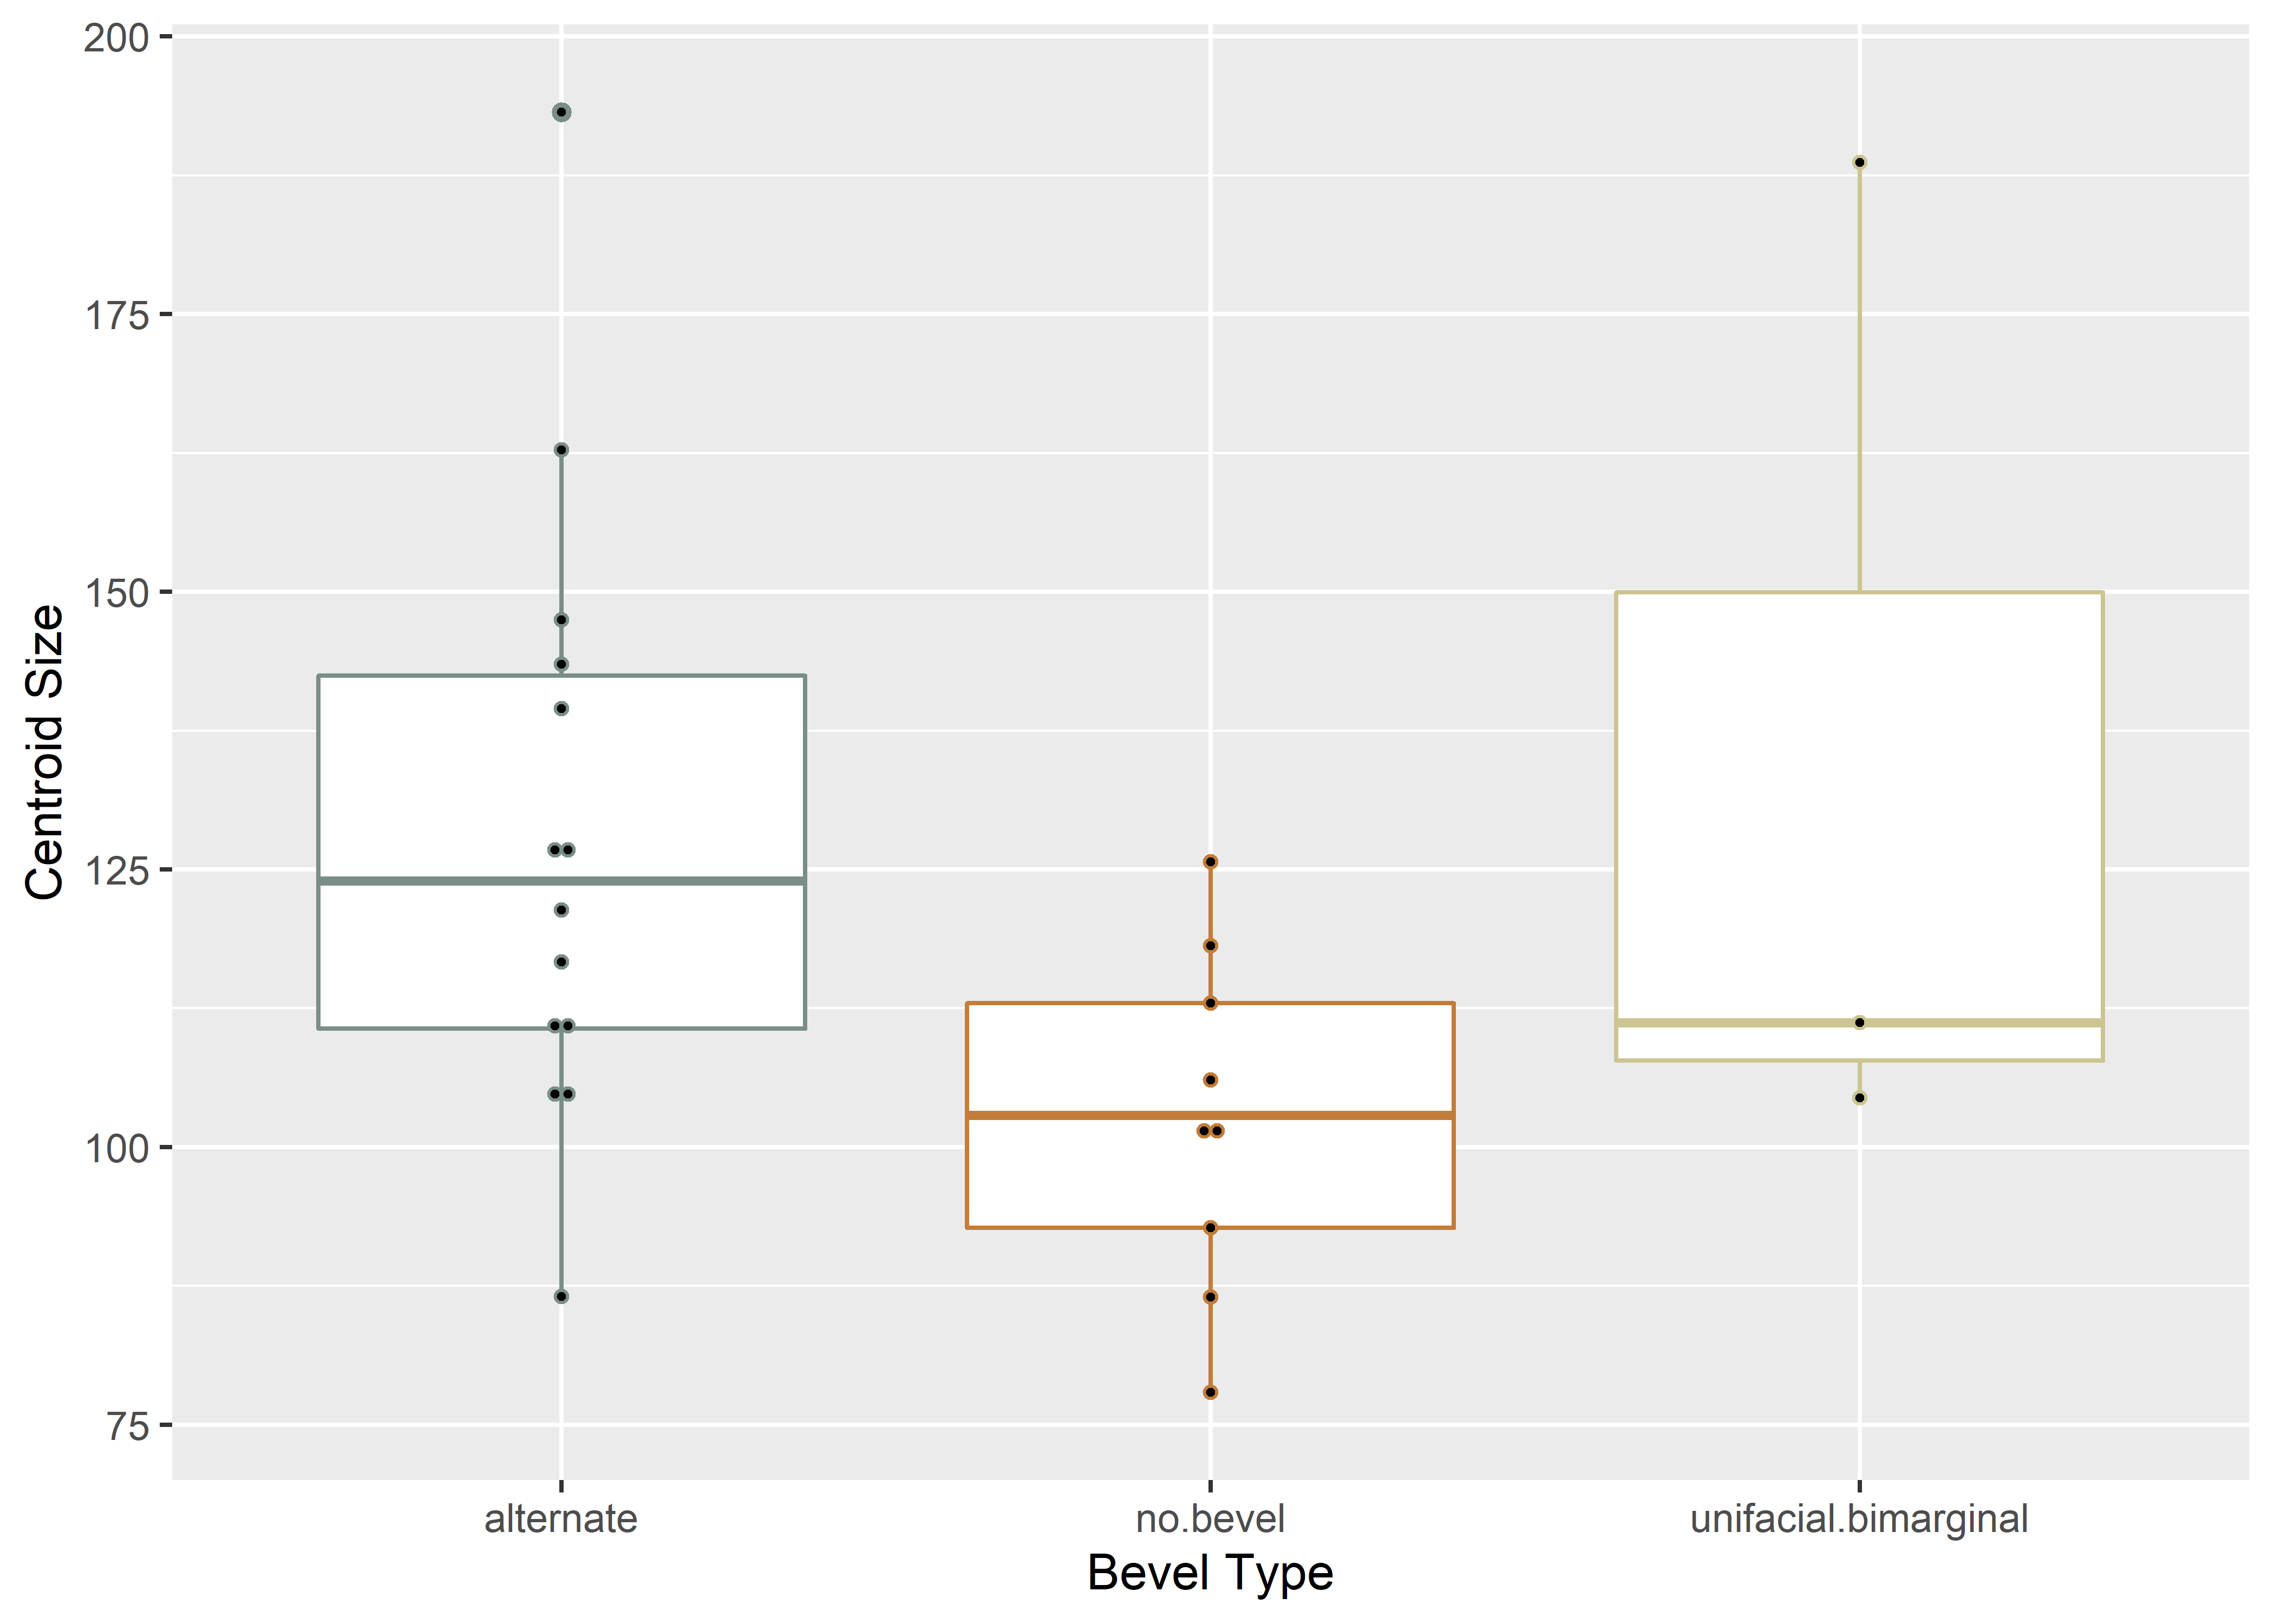 200
175
150
125
100
75
Centroid Size
alternate
no.bevel
unifacial.bimarginal
Bevel Type